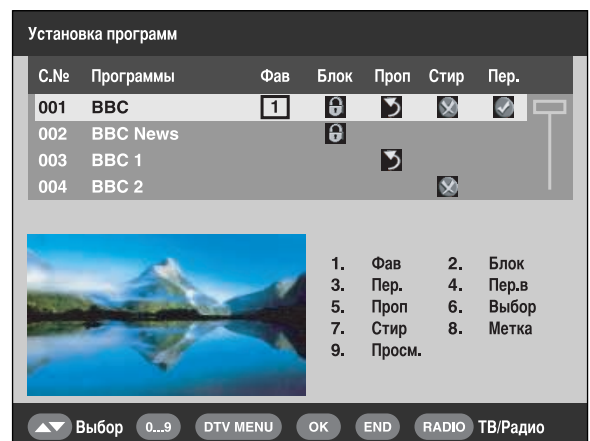 Установка программ
С.№ Программы Фав Блок Проп Стир Пер.
001 BBC 1
002 BBC News
003 BBC 1
004 BBC 2
1. Фав 2. Блок
3. Пер. 4. Пер.в
5. Проп 6. Выбор
7. Стир 8. Метка
9. Просм.
Выбор 0...9 DTV MENU OK END RADIO ТВ/Радио